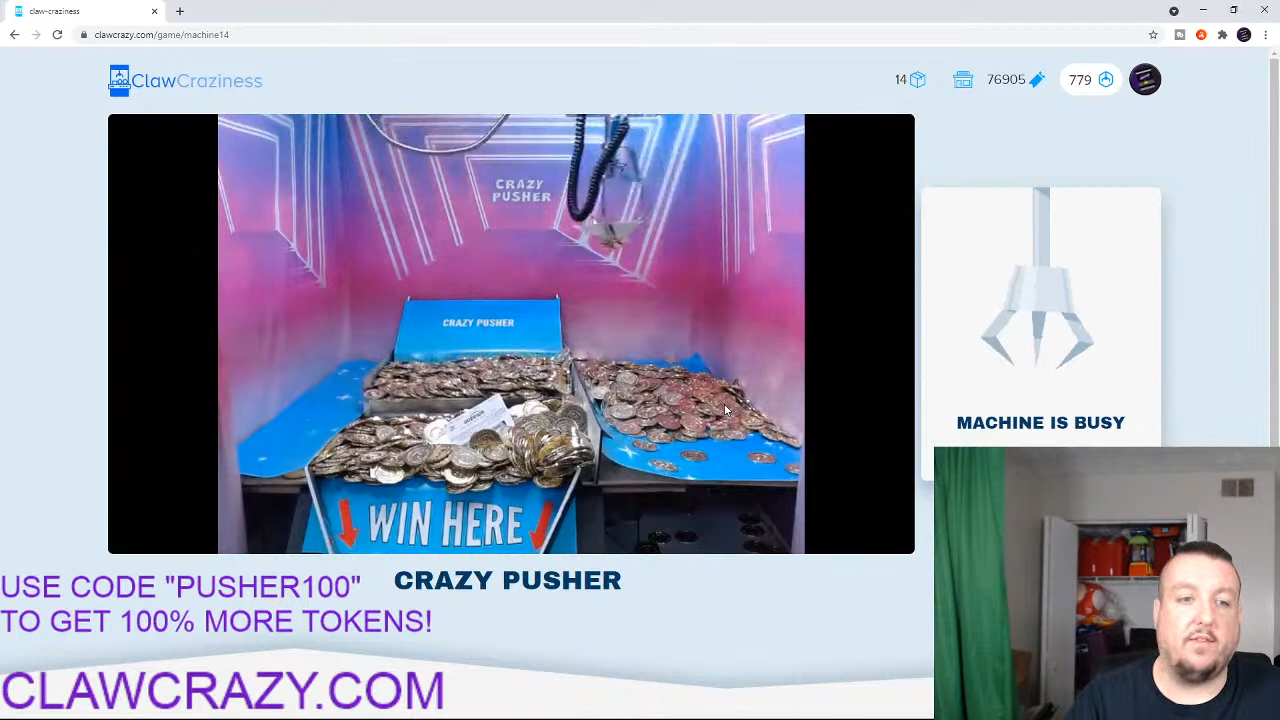 claw-craziness
clawcrazy.com/game/machine14
ClawCraziness
14
76905
779
CRAZY
PUSHER
CRAZY PUSHER
WIN HERE
MACHINE IS BUSY
CRAZY PUSHER
USE CODE "PUSHER100"
TO GET 100% MORE TOKENS!
CLAWCRAZY.COM